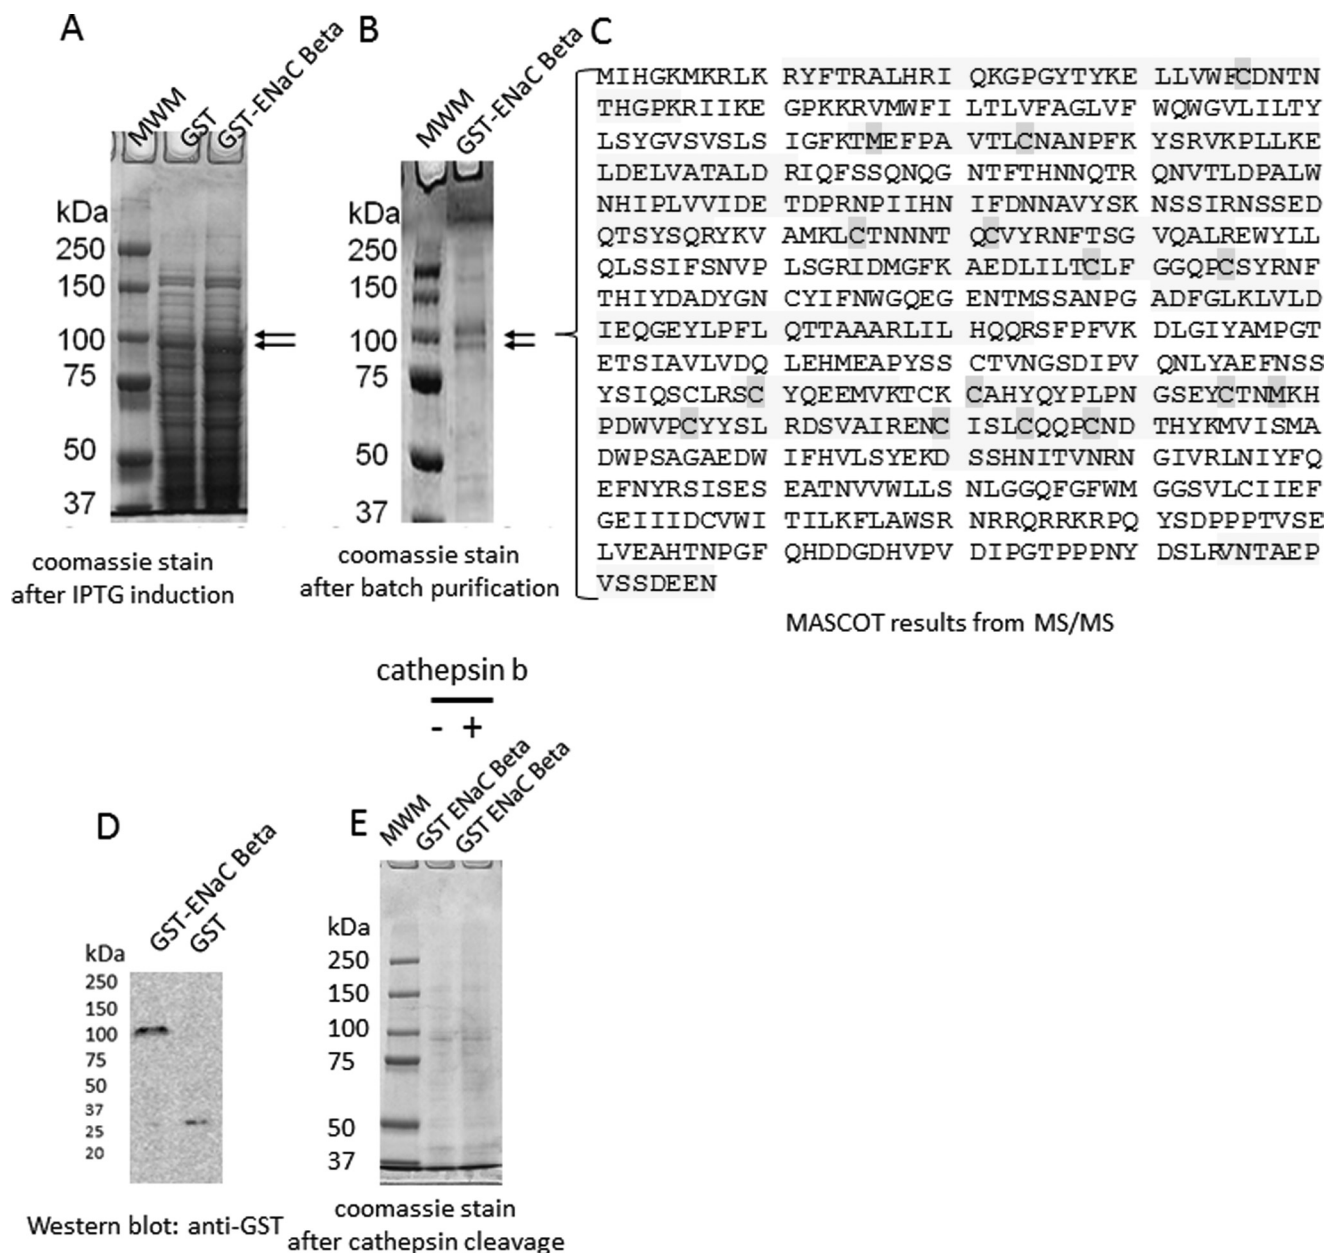 A
MWM
GST
GST-ENaC Beta
kDa
250
150
100
75
50
37
coomassie stain
after IPTG induction
B
MWM
GST-ENaC Beta
kDa
250
150
100
75
50
37
coomassie stain
after batch purification
C
MIHGKMKRLK RYFTRALHRI QKGPGYTYKE LLVWFCDNTN
THGPKRIIKE GPKKRVMWFI LTLVFAGLVF WQWGVLILTY
LSYGVSVSLS IGFKTMEFPA VTLCNANPFK YSRVKPLLKE
LDELVATALD RIQFSSQNQG NTFTHNNQTR QNVTLDPALW
NHIPLVVIDE TDPRNPIIHN IFDNNAVYSK NSSIRNSSED
QTSYSQRYKV AMKLCTNNNT QCVYRNFTSG VQALREWYLL
QLSSIFSNVP LSGRIDMGFK AEDLILTCLF GGQPCSYRNF
THIYDADYGN CYIFNWGQEG ENTMSSANPG ADFGLKLVLD
IEQGEYLPFL QTTAAARLIL HQQRSFPFVK DLGIYAMPGT
ETSIAVLVDQ LEHMEAPYSS CTVNGSDIPV QNLYAEFNSS
YSIQSCLRSC YQEEMVKTCK CAHYQYPLPN GSEYCTNMKH
PDWVPCYYSL RDSVAIRENC ISLCQQPCND THYKMVISMA
DWPSAGAEDW IFHVLSYEKD SSHNITVNRN GIVRLNIYFQ
EFNYRSISES EATNVVWLLS NLGGQFGFWM GGSVLCIIEF
GEIIIDCVWI TILKFLAWSR NRRQRRKRPQ YSDPPPTVSE
LVEAHTNPGF QHDDGDHVPV DIPGTPPPNY DSLRVNTAEP
VSSDEEN
MASCOT results from MS/MS
D
GST-ENaC Beta
GST
kDa
250
150
100
75
50
37
25
20
Western blot: anti-GST
cathepsin b
- +
E
MWM
GST ENaC Beta
GST ENaC Beta
kDa
250
150
100
75
50
37
coomassie stain
after cathepsin cleavage